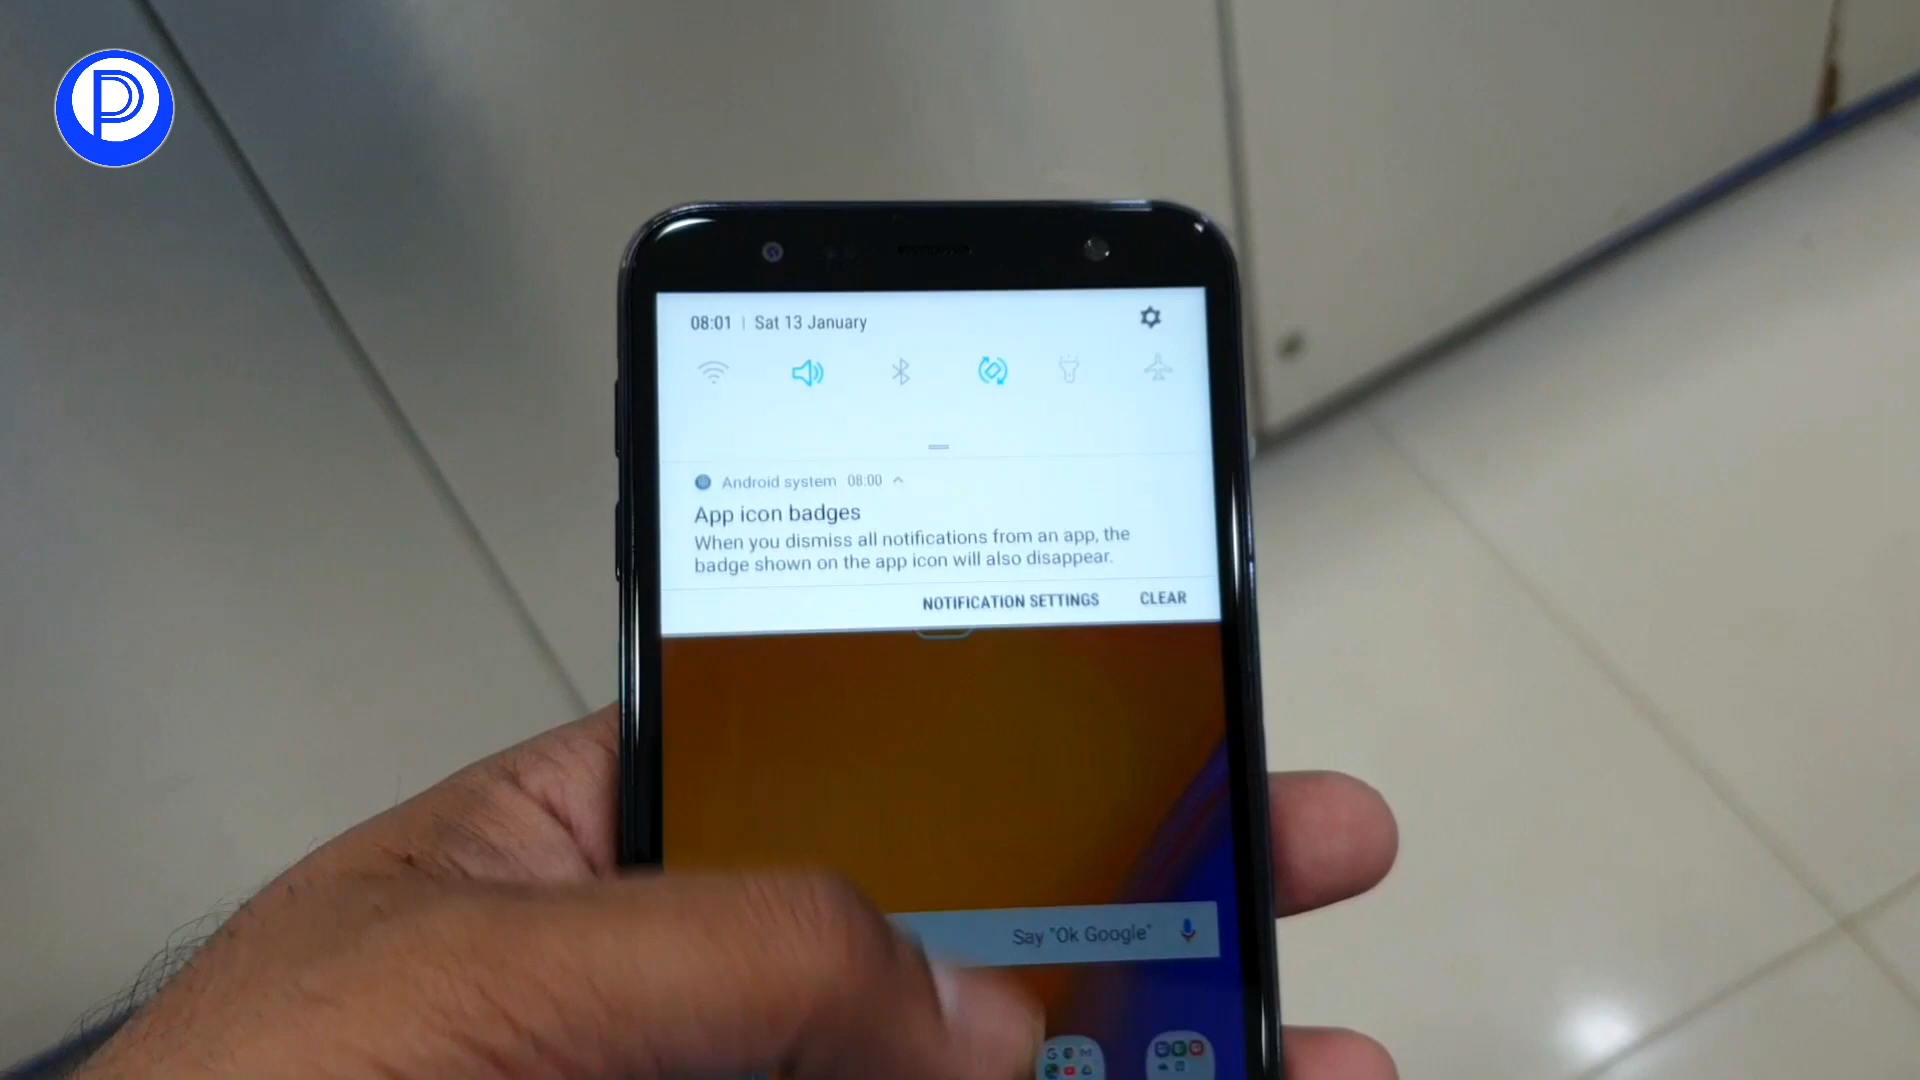 P
08:01 | Sat 13 January
Android system 08:00
App icon badges
When you dismiss all notifications from an app, the
badge shown on the app icon will also disappear.
NOTIFICATION SETTINGS CLEAR
Say "Ok Google"